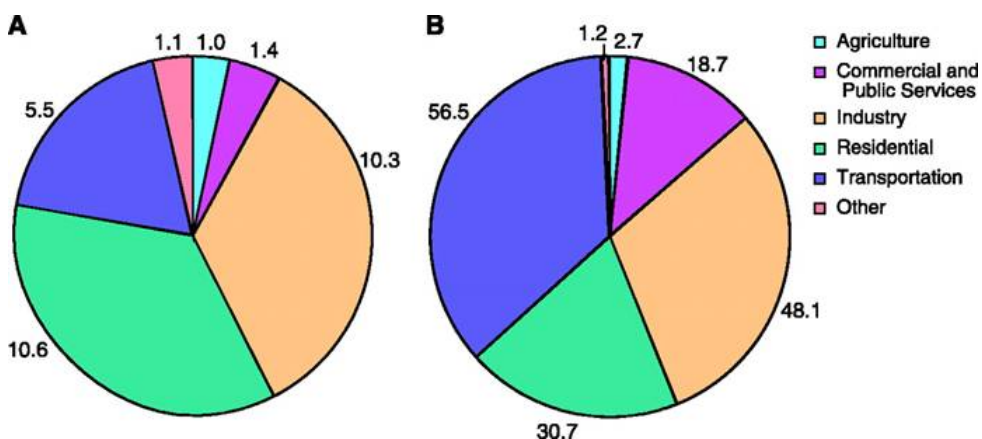 A
1.1
1.0
1.4
5.5
10.3
10.6
B
1.2
2.7
18.7
56.5
48.1
30.7
Agriculture
Commercial and
Public Services
Industry
Residential
Transportation
Other